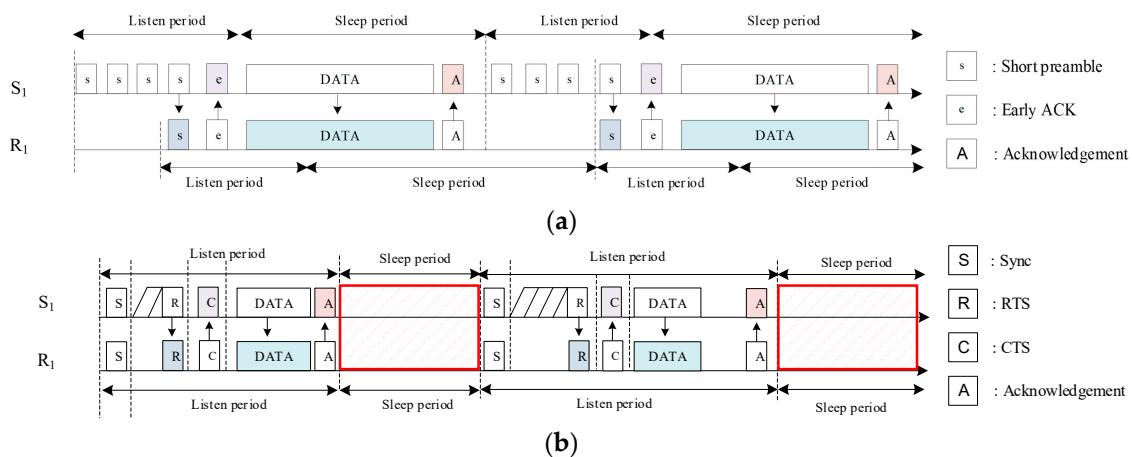 Listen period Sleep period Listen period Sleep period
S1 s s s s e DATA A s s s s e DATA A
s : Short preamble
e : Early ACK
R1 s e DATA A s e DATA A
A : Acknowledgement
Listen period Sleep period Listen period Sleep period
(a)
Listen period Sleep period Listen period Sleep period
S1 S R C DATA A S R C DATA A
R1 S R C DATA A S R C DATA A
Listen period Sleep period Listen period Sleep period
S : Sync
R : RTS
C : CTS
A : Acknowledgement
(b)